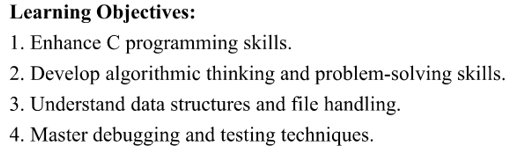 Learning Objectives:
1. Enhance C programming skills.
2. Develop algorithmic thinking and problem-solving skills.
3. Understand data structures and file handling.
4. Master debugging and testing techniques.